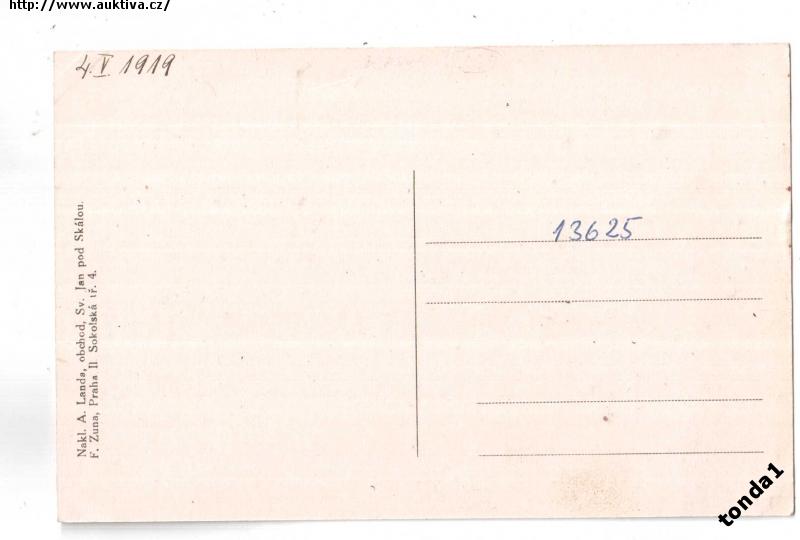 http://www.auktiva.cz/
4. V 1919
13625
Nakl. A. Landa, obchod, Sv. Jan pod Skálou.
F. Zuna, Praha II Sokolská tř. 4.
tonda1